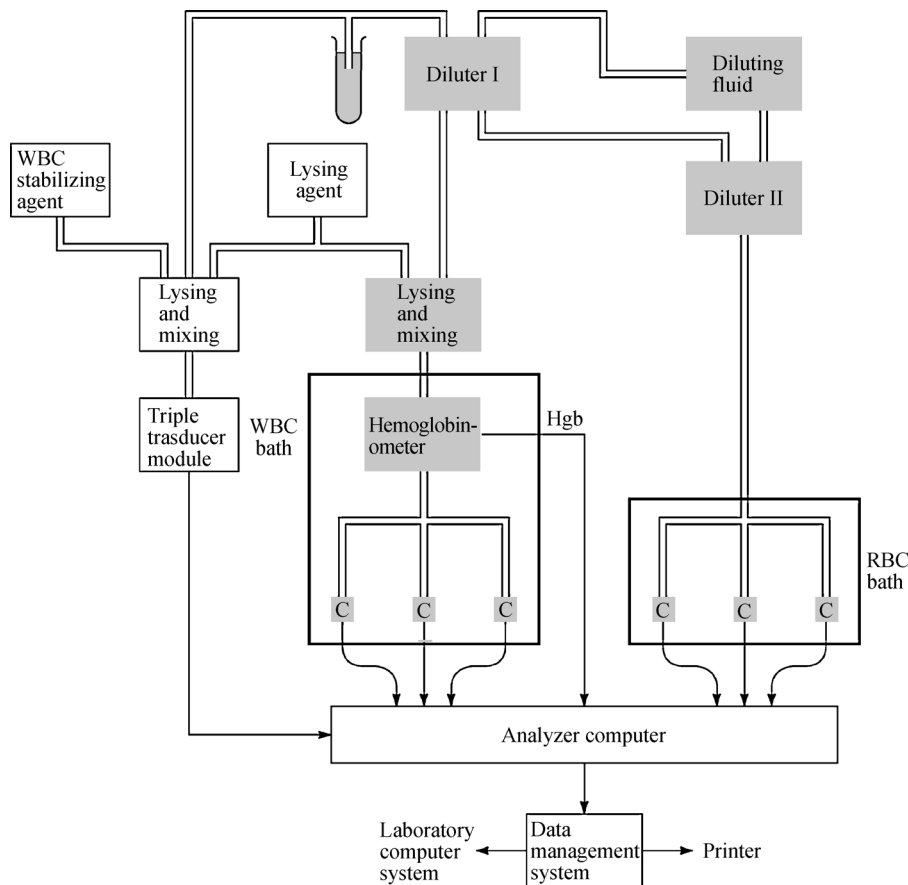 Diluter I
Diluting
fluid
WBC
stabilizing
agent
Lysing
agent
Diluter II
Lysing
and
mixing
Lysing
and
mixing
Triple
trasducer
module
WBC
bath
Hemoglobin-
ometer
Hgb
RBC
bath
C
C
C
C
C
C
Analyzer computer
Laboratory
computer
system
Data
management
system
Printer